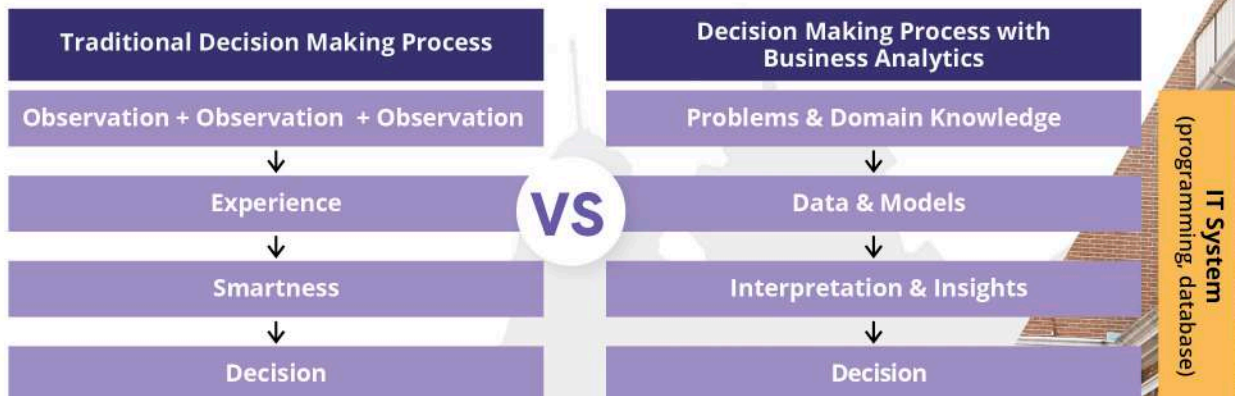 Traditional Decision Making Process
Observation + Observation + Observation
Experience
Smartness
Decision
VS
Decision Making Process with
Business Analytics
Problems & Domain Knowledge
Data & Models
Interpretation & Insights
Decision
IT System
(programming, database)